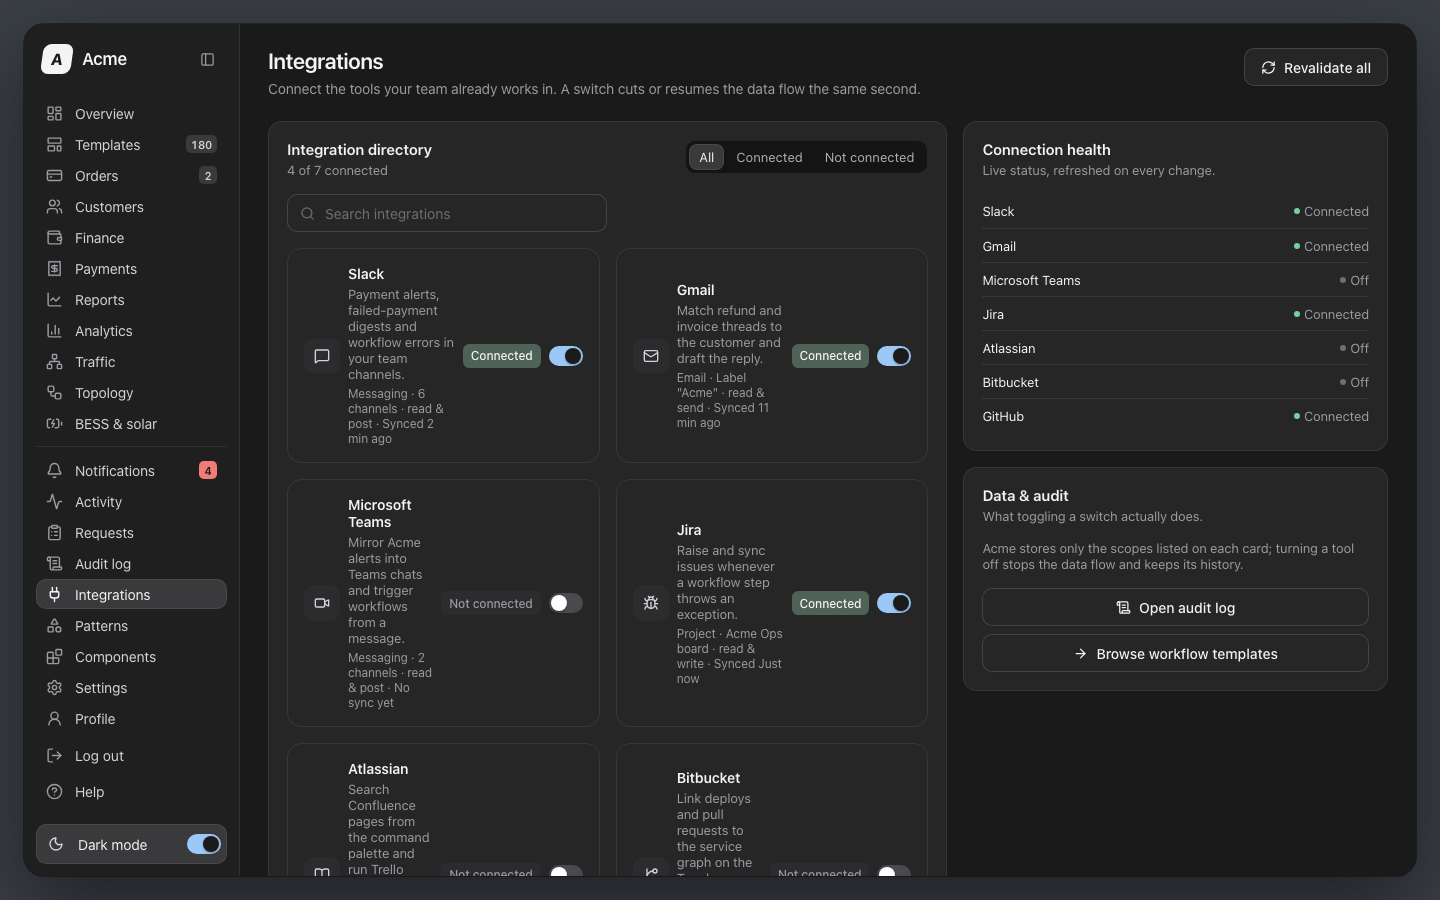 A Acme
Overview
Templates 180
Orders 2
Customers
Finance
Payments
Reports
Analytics
Traffic
Topology
BESS & solar
Notifications 4
Activity
Requests
Audit log
Integrations
Patterns
Components
Settings
Profile
Log out
Help
Dark mode
Integrations
Connect the tools your team already works in. A switch cuts or resumes the data flow the same second.
Revalidate all
Integration directory
4 of 7 connected
All Connected Not connected
Search integrations
Slack
Payment alerts,
failed-payment
digests and
workflow errors in
your team
channels.
Messaging · 6
channels · read &
post · Synced 2
min ago
Connected
Gmail
Match refund and
invoice threads to
the customer and
draft the reply.
Email · Label
"Acme" · read &
send · Synced 11
min ago
Connected
Microsoft
Teams
Mirror Acme
alerts into
Teams chats
and trigger
workflows
from a
message.
Messaging · 2
channels · read
& post · No
sync yet
Not connected
Jira
Raise and sync
issues whenever
a workflow step
throws an
exception.
Project · Acme Ops
board · read &
write · Synced Just
now
Connected
Atlassian
Search
Confluence
pages from
the command
palette and
run Trello
Not connected
Bitbucket
Link deploys
and pull
requests to
the service
graph on the
Not connected
Connection health
Live status, refreshed on every change.
Slack Connected
Gmail Connected
Microsoft Teams Off
Jira Connected
Atlassian Off
Bitbucket Off
GitHub Connected
Data & audit
What toggling a switch actually does.
Acme stores only the scopes listed on each card; turning a tool
off stops the data flow and keeps its history.
Open audit log
Browse workflow templates